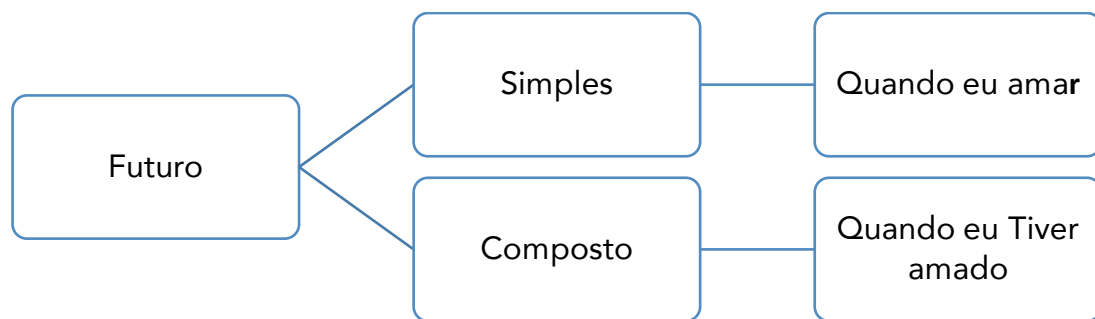 Futuro
Simples
Quando eu amar
Composto
Quando eu Tiver
amado